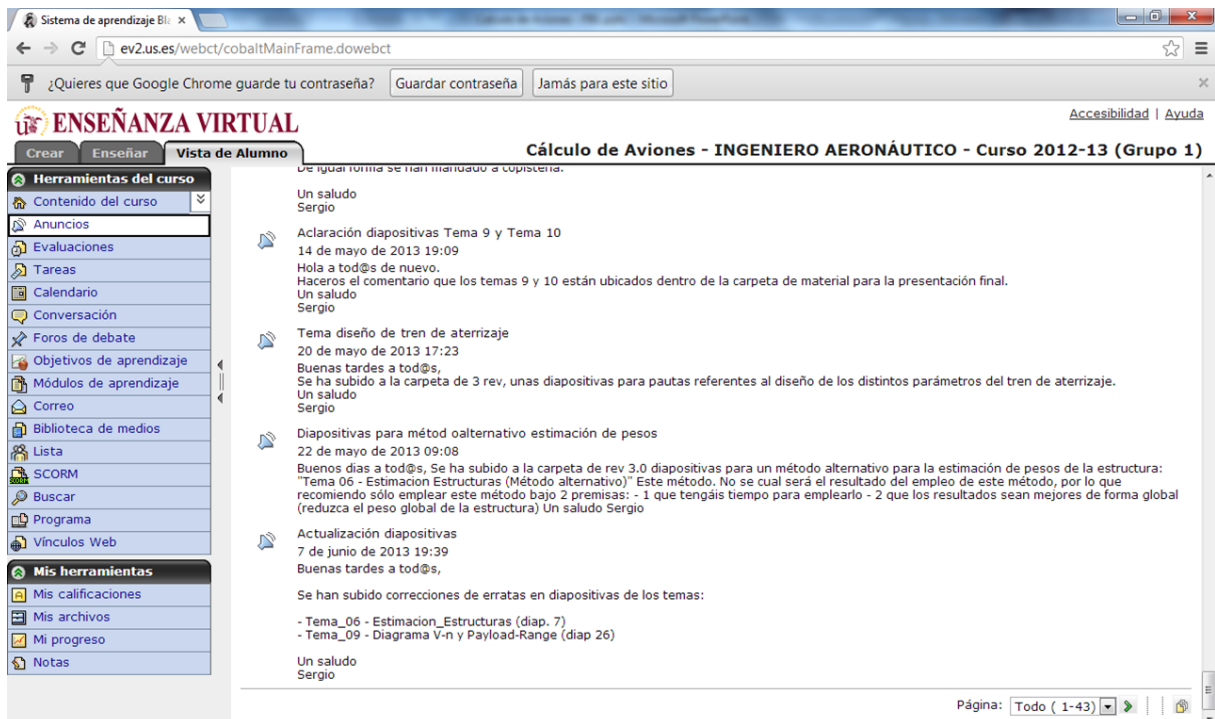 Sistema de aprendizaje Bla
ev2.us.es/webct/cobaltMainFrame.dowebct
¿Quieres que Google Chrome guarde tu contraseña? Guardar contraseña Jamás para este sitio
ENSEÑANZA VIRTUAL
Accesibilidad | Ayuda
Crear Enseñar Vista de Alumno
Cálculo de Aviones - INGENIERO AERONÁUTICO - Curso 2012-13 (Grupo 1)
Herramientas del curso
Contenido del curso
Anuncios
Evaluaciones
Tareas
Calendario
Conversación
Foros de debate
Objetivos de aprendizaje
Módulos de aprendizaje
Correo
Biblioteca de medios
Lista
SCORM
Buscar
Programa
Vínculos Web
Mis herramientas
Mis calificaciones
Mis archivos
Mi progreso
Notas
De igual forma se han mandado a copistería.
Un saludo
Sergio
Aclaración diapositivas Tema 9 y Tema 10
14 de mayo de 2013 19:09
Hola a tod@s de nuevo.
Haceros el comentario que los temas 9 y 10 están ubicados dentro de la carpeta de material para la presentación final.
Un saludo
Sergio
Tema diseño de tren de aterrizaje
20 de mayo de 2013 17:23
Buenas tardes a tod@s,
Se ha subido a la carpeta de 3 rev, unas diapositivas para pautas referentes al diseño de los distintos parámetros del tren de aterrizaje.
Un saludo
Sergio
Diapositivas para métod oalternativo estimación de pesos
22 de mayo de 2013 09:08
Buenos dias a tod@s, Se ha subido a la carpeta de rev 3.0 diapositivas para un método alternativo para la estimación de pesos de la estructura:
"Tema 06 - Estimacion Estructuras (Método alternativo)" Este método. No se cual será el resultado del empleo de este método, por lo que
recomiendo sólo emplear este método bajo 2 premisas: - 1 que tengáis tiempo para emplearlo - 2 que los resultados sean mejores de forma global
(reduzca el peso global de la estructura) Un saludo Sergio
Actualización diapositivas
7 de junio de 2013 19:39
Buenas tardes a tod@s,
Se han subido correcciones de erratas en diapositivas de los temas:
- Tema_06 - Estimacion_Estructuras (diap. 7)
- Tema_09 - Diagrama V-n y Payload-Range (diap 26)
Un saludo
Sergio
Página: Todo ( 1-43)